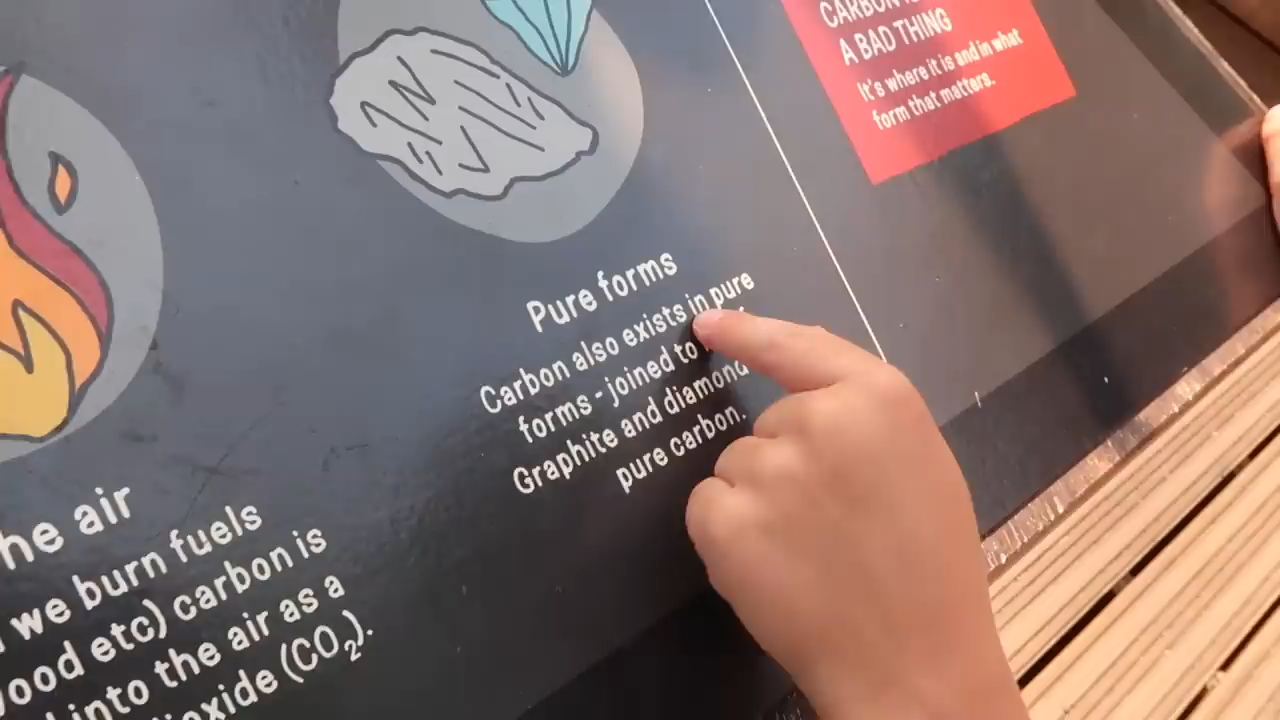 CARBON
A BAD THING
It's where it is and in what
form that matters.
Pure forms
Carbon also exists in pure
forms - joined to
Graphite and diamond
pure carbon.
he air
we burn fuels
ood etc) carbon is
into the air as a
oxide (CO₂).